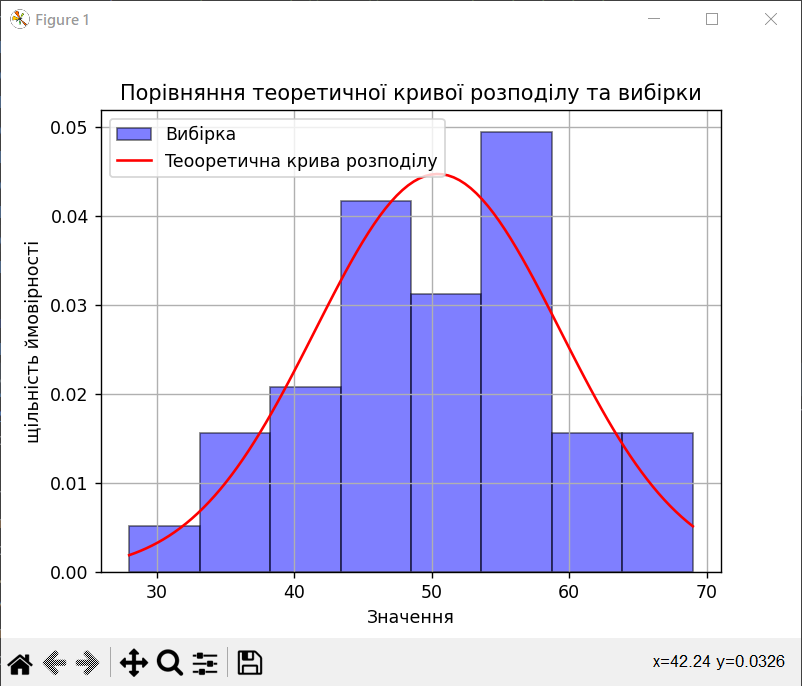 Figure 1
Порівняння теоретичної кривої розподілу та вибірки
Вибірка
Теооретична крива розподілу
щільність ймовірності
0.05
0.04
0.03
0.02
0.01
0.00
30 40 50 60 70
Значення
x=42.24 y=0.0326